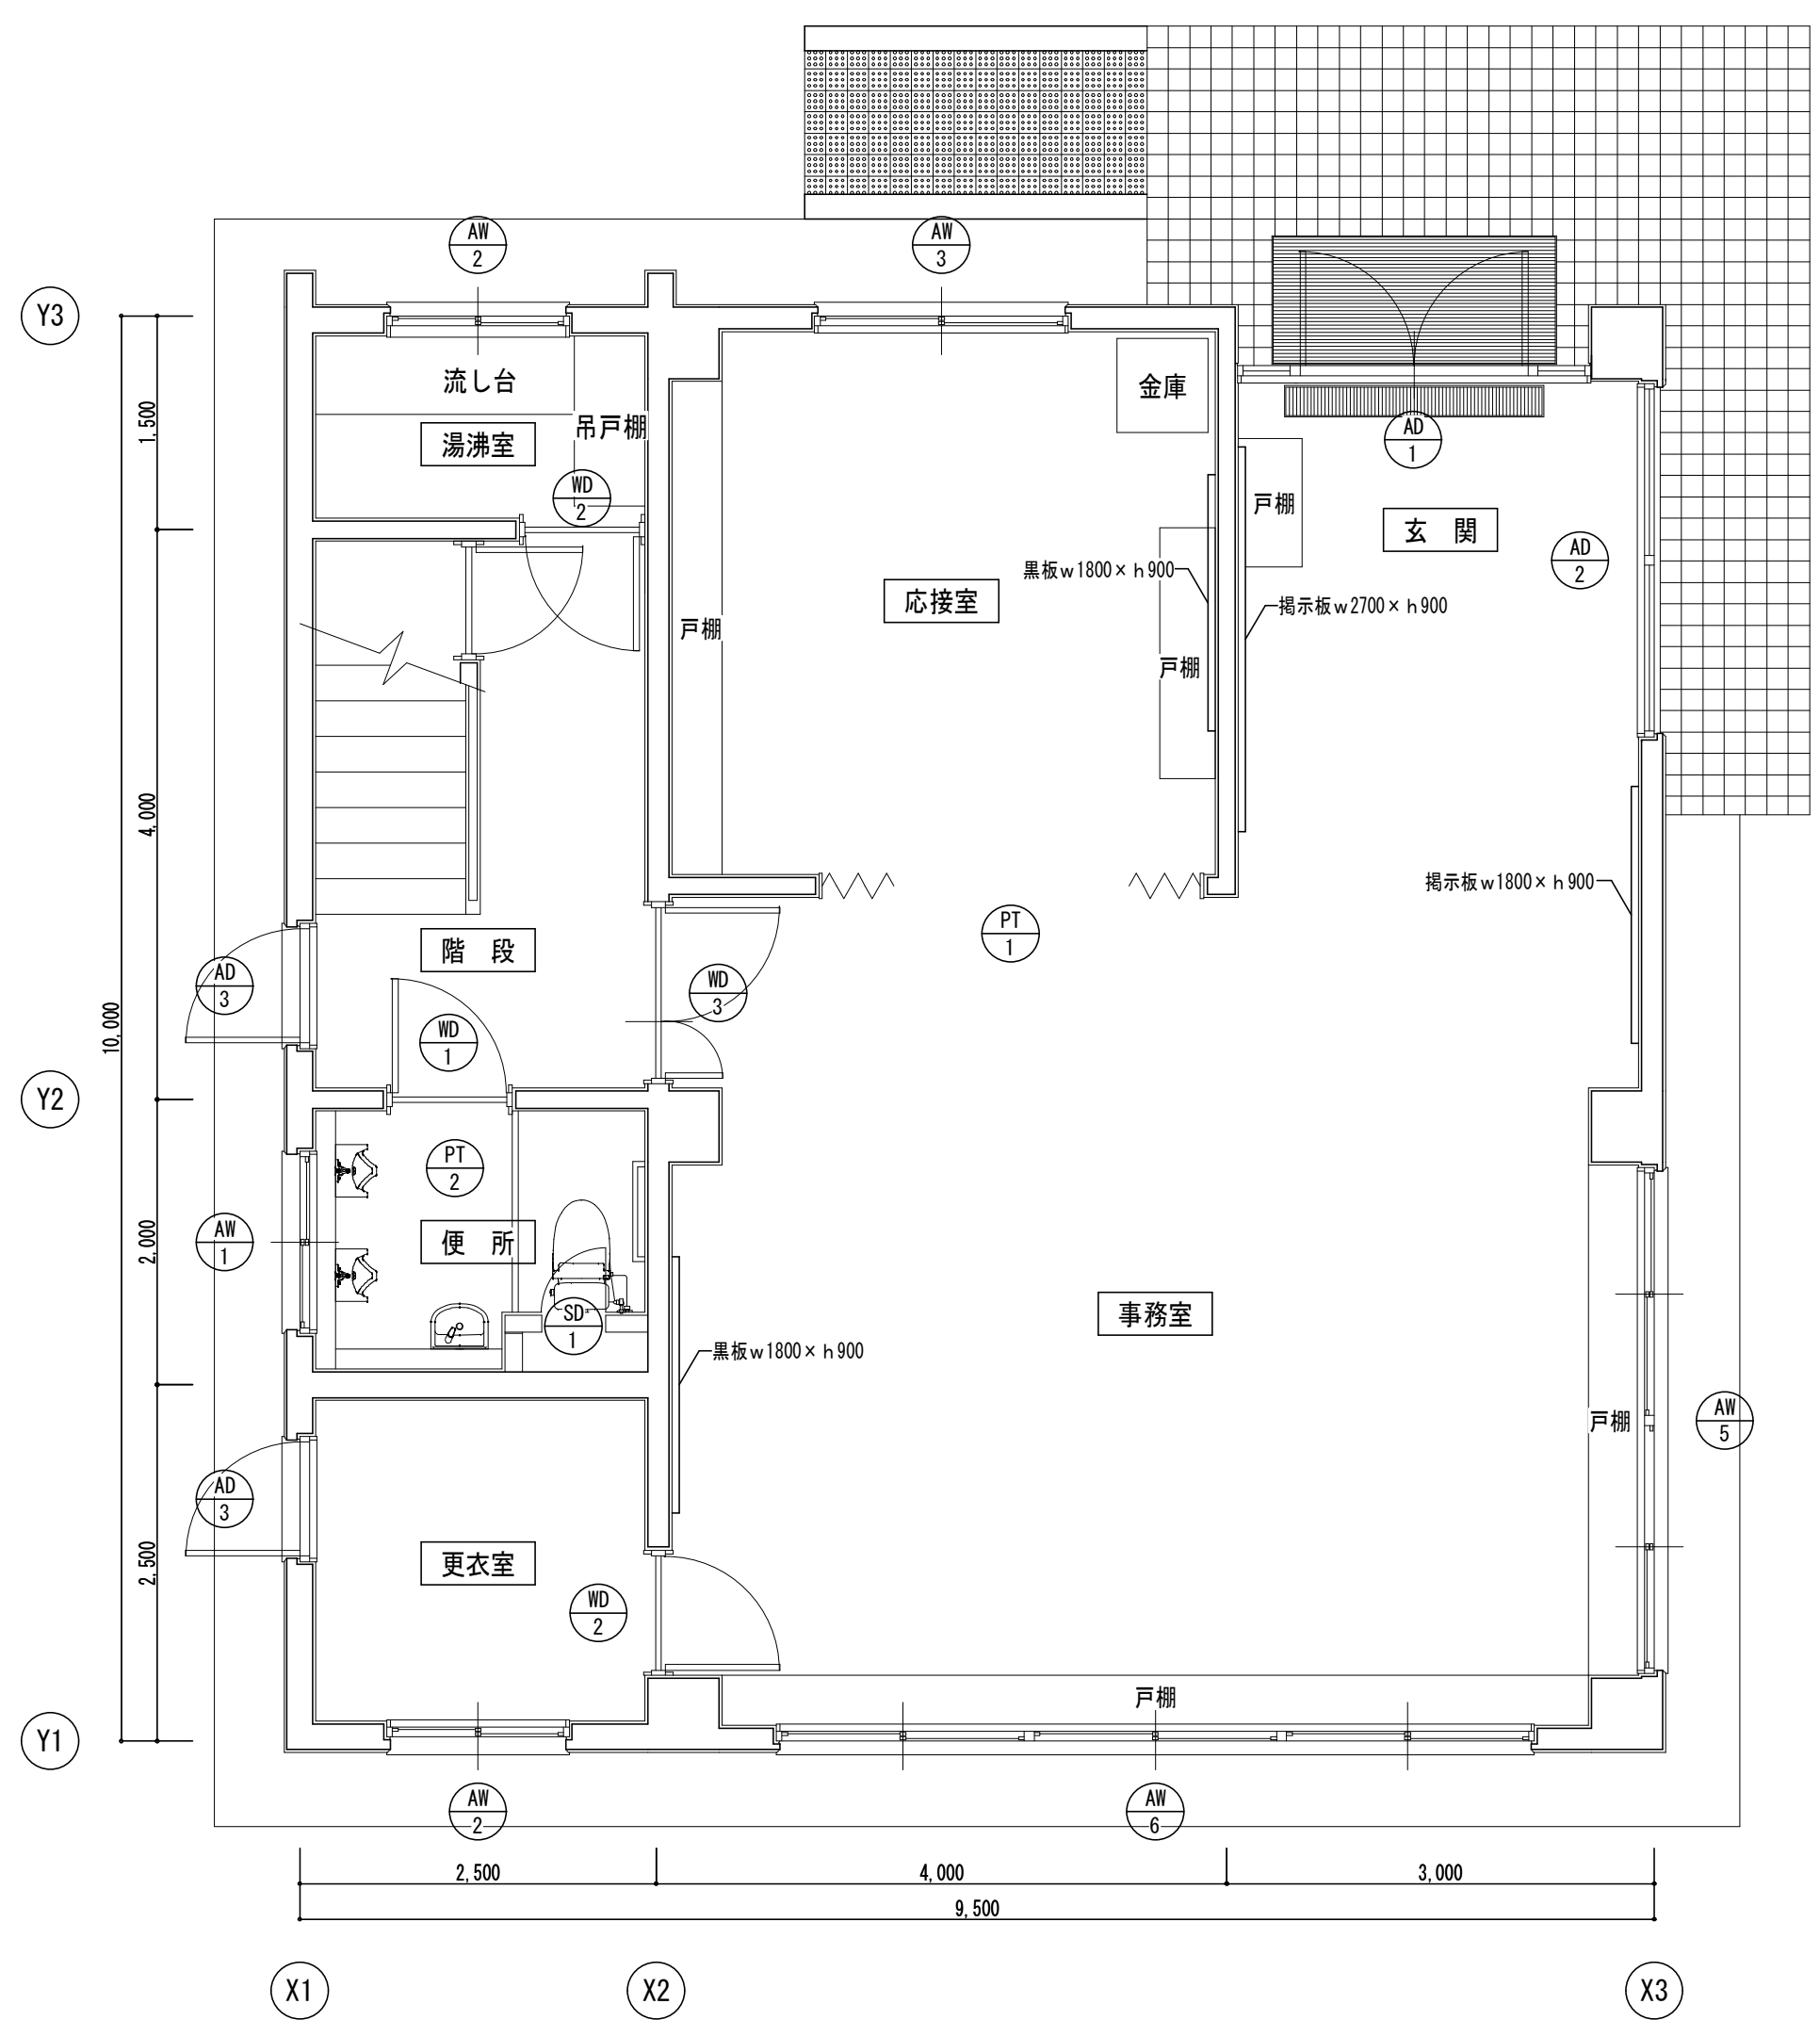 AW
2
AW
3
Y3
流し台
金庫
1,500
吊戸棚
AD
1
湯沸室
WD
2
戸棚
玄 関
AD
2
黒板w1800×h900
応接室
掲示板w2700×h900
戸棚
戸棚
4,000
掲示板w1800×h900
PT
1
階 段
AD
3
WD
3
10,000
WD
1
Y2
PT
2
AW
1
2,000
便 所
SD
1
事務室
黒板w1800×h900
戸棚
AW
5
AD
3
2,500
更衣室
WD
2
戸棚
Y1
AW
2
AW
6
2,500
4,000
3,000
9,500
X1
X2
X3